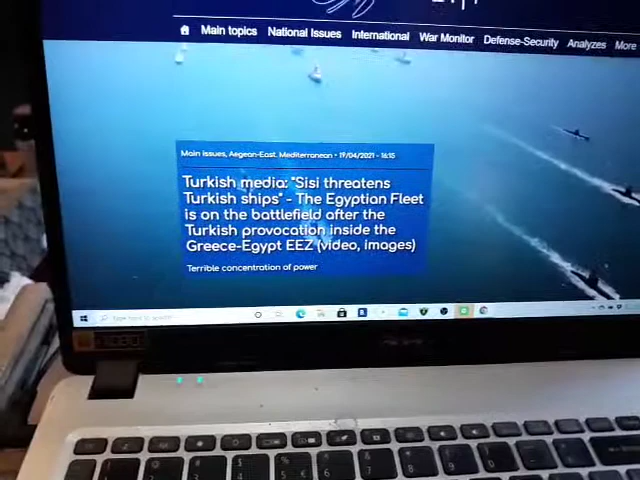 Main topics National Issues International War Monitor Defense-Security Analyzes More
Main Issues, Aegean-East. Mediterranean • 19/04/2021 - 16:15
Turkish media: "Sisi threatens
Turkish ships" - The Egyptian Fleet
is on the battlefield after the
Turkish provocation inside the
Greece-Egypt EEZ (video, images)
Terrible concentration of power